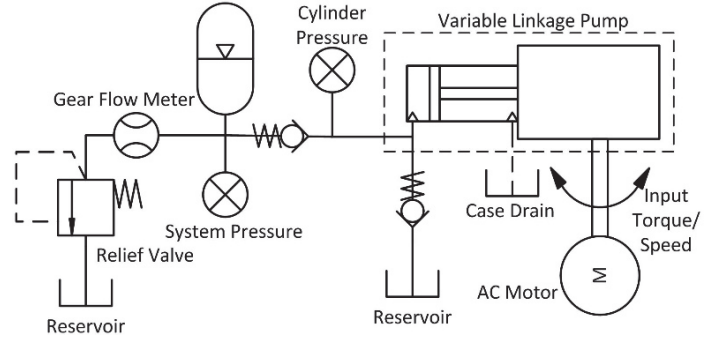 Cylinder
Pressure
Variable Linkage Pump
Gear Flow Meter
System Pressure
Case Drain
Input
Torque/
Speed
Relief Valve
AC Motor
M
Reservoir
Reservoir